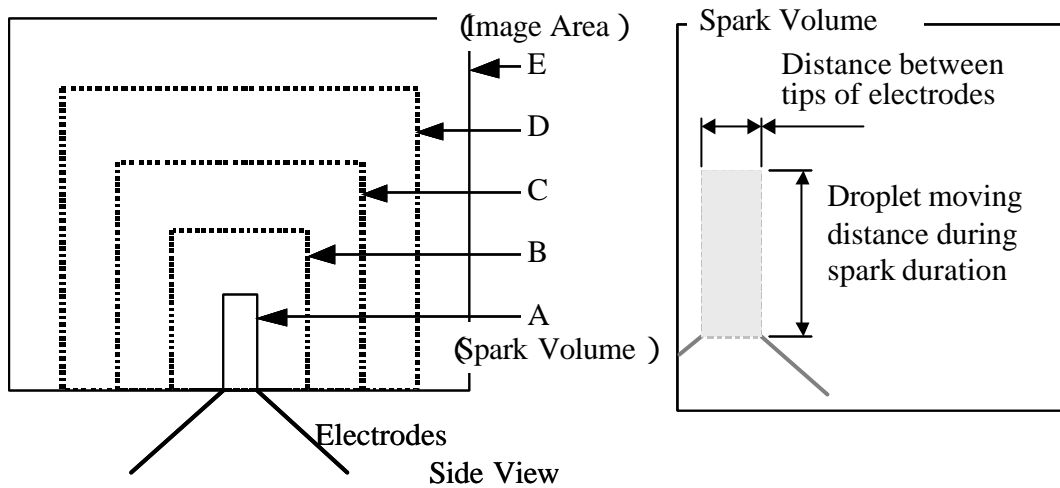 (Image Area)
E
D
C
B
A
(Spark Volume)
Electrodes
Side View
Spark Volume
Distance between
tips of electrodes
Droplet moving
distance during
spark duration